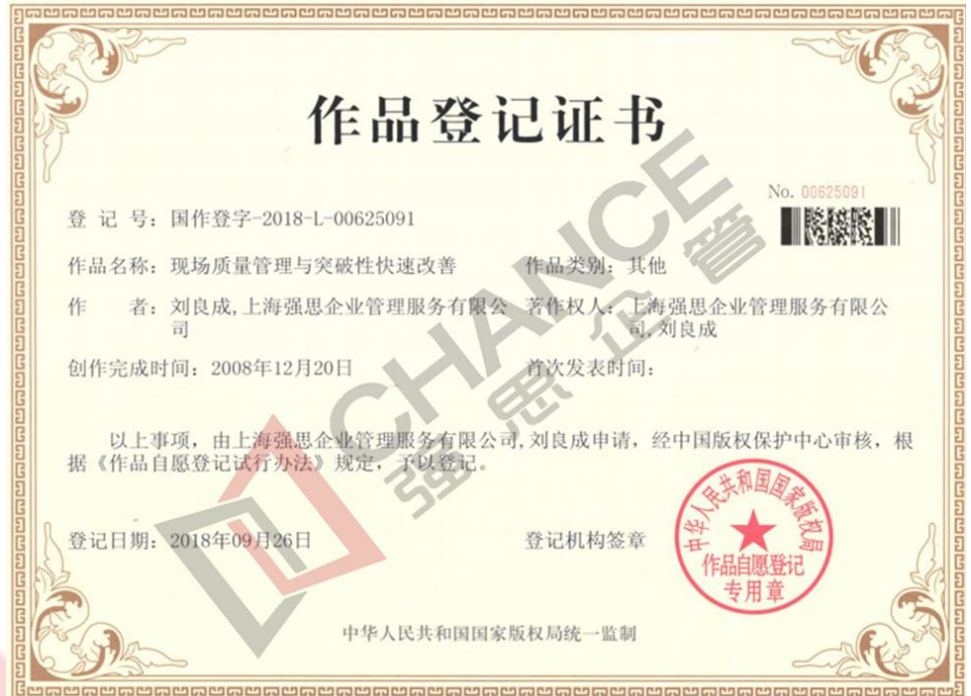 作品登记证书
No. 00625091
登 记 号：国作登字-2018-L-00625091
作品名称：现场质量管理与突破性快速改善 作品类别：其他
作 者：刘良成,上海强思企业管理服务有限公 著作权人：上海强思企业管理服务有限公
司 司,刘良成
创作完成时间：2008年12月20日 首次发表时间：
以上事项，由上海强思企业管理服务有限公司,刘良成申请，经中国版权保护中心审核，根
据《作品自愿登记试行办法》规定，予以登记.
登记日期：2018年09月26日 登记机构签章
中华人民共和国国家版权局
作品自愿登记
专用章
中华人民共和国国家版权局统一监制
CHANCE
强思企管